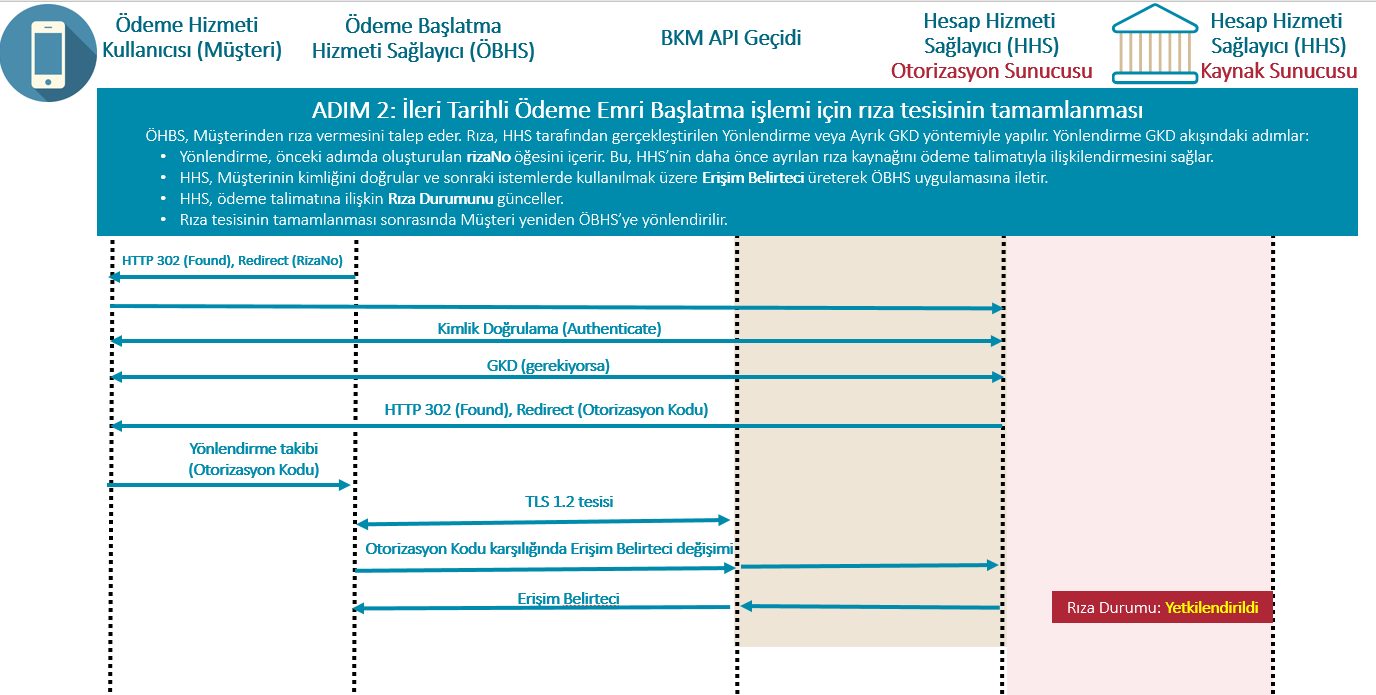 Ödeme Hizmeti
Kullanıcısı (Müşteri)
Ödeme Başlatma
Hizmeti Sağlayıcı (ÖBHS)
BKM API Geçidi
Hesap Hizmeti
Sağlayıcı (HHS)
Otorizasyon Sunucusu
Hesap Hizmeti
Sağlayıcı (HHS)
Kaynak Sunucusu
ADIM 2: İleri Tarihli Ödeme Emri Başlatma işlemi için rıza tesisinin tamamlanması
ÖHBS, Müşterinden rıza vermesini talep eder. Rıza, HHS tarafından gerçekleştirilen Yönlendirme veya Ayrık GKD yöntemiyle yapılır. Yönlendirme GKD akışındaki adımlar:
• Yönlendirme, önceki adımda oluşturulan rizaNo öğesini içerir. Bu, HHS'nin daha önce ayrılan rıza kaynağını ödeme talimatıyla ilişkilendirmesini sağlar.
• HHS, Müşterinin kimliğini doğrular ve sonraki istemlerde kullanılmak üzere Erişim Belirteci üreterek ÖBHS uygulamasına iletir.
• HHS, ödeme talimatına ilişkin Rıza Durumunu günceller.
• Rıza tesisinin tamamlanması sonrasında Müşteri yeniden ÖBHS'ye yönlendirilir.
HTTP 302 (Found), Redirect (RizaNo)
Kimlik Doğrulama (Authenticate)
GKD (gerekiyorsa)
HTTP 302 (Found), Redirect (Otorizasyon Kodu)
Yönlendirme takibi
(Otorizasyon Kodu)
TLS 1.2 tesisi
Otorizasyon Kodu karşılığında Erişim Belirteci değişimi
Erişim Belirteci
Rıza Durumu: Yetkilendirildi